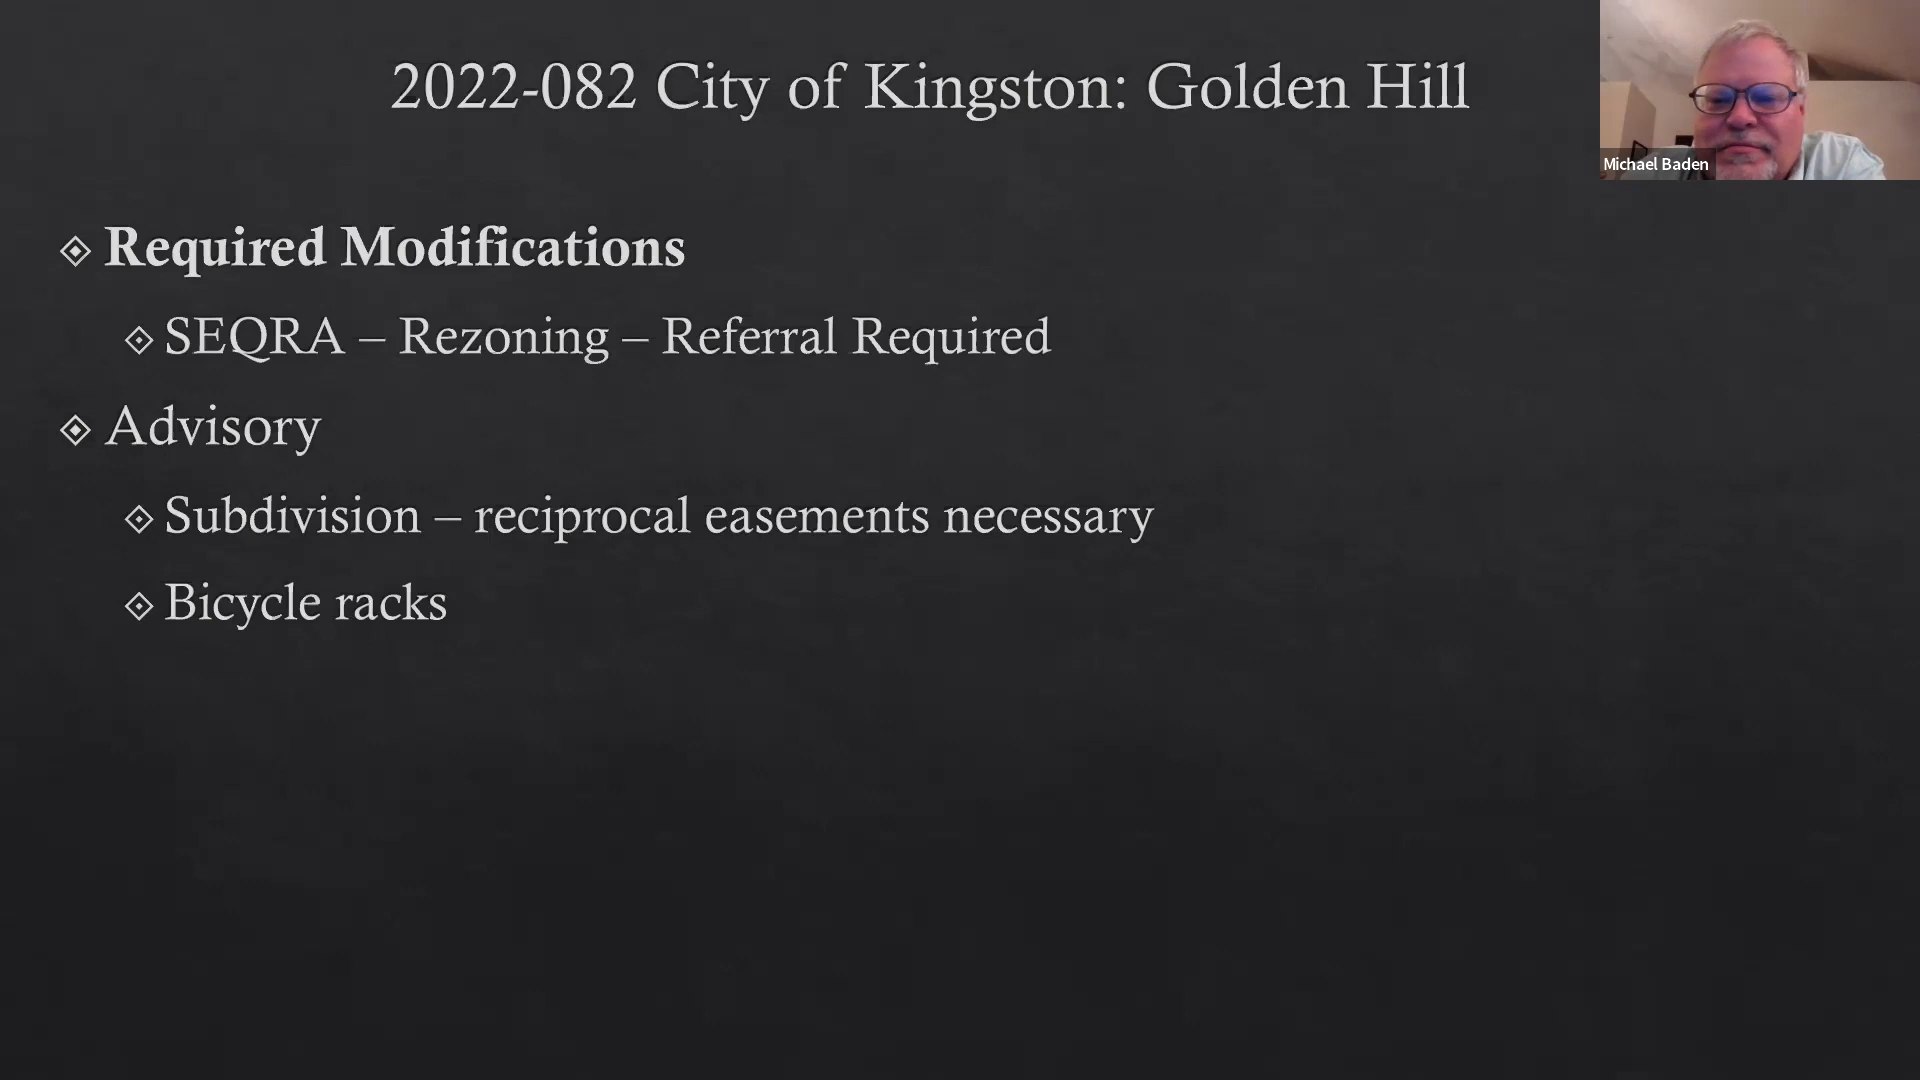 2022-082 City of Kingston: Golden Hill
Michael Baden
Required Modifications
SEQRA – Rezoning – Referral Required
Advisory
Subdivision – reciprocal easements necessary
Bicycle racks